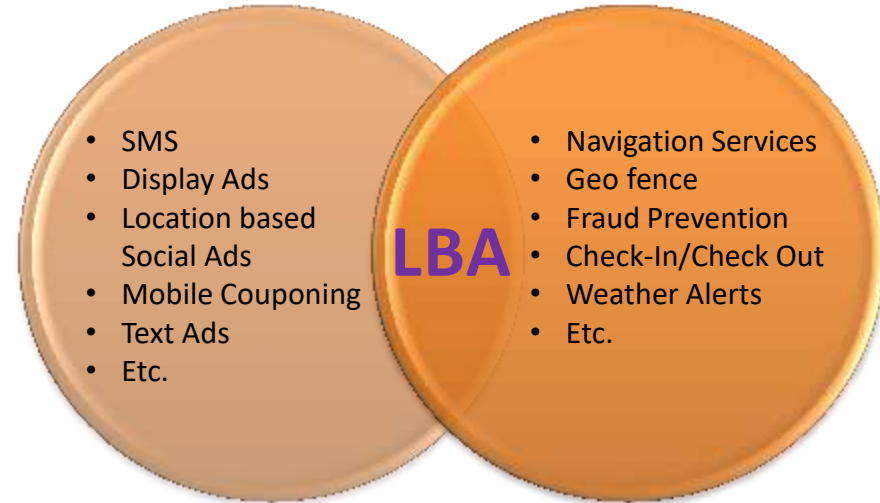 • SMS
• Display Ads
• Location based
Social Ads
• Mobile Couponing
• Text Ads
• Etc.
LBA
• Navigation Services
• Geo fence
• Fraud Prevention
• Check-In/Check Out
• Weather Alerts
• Etc.